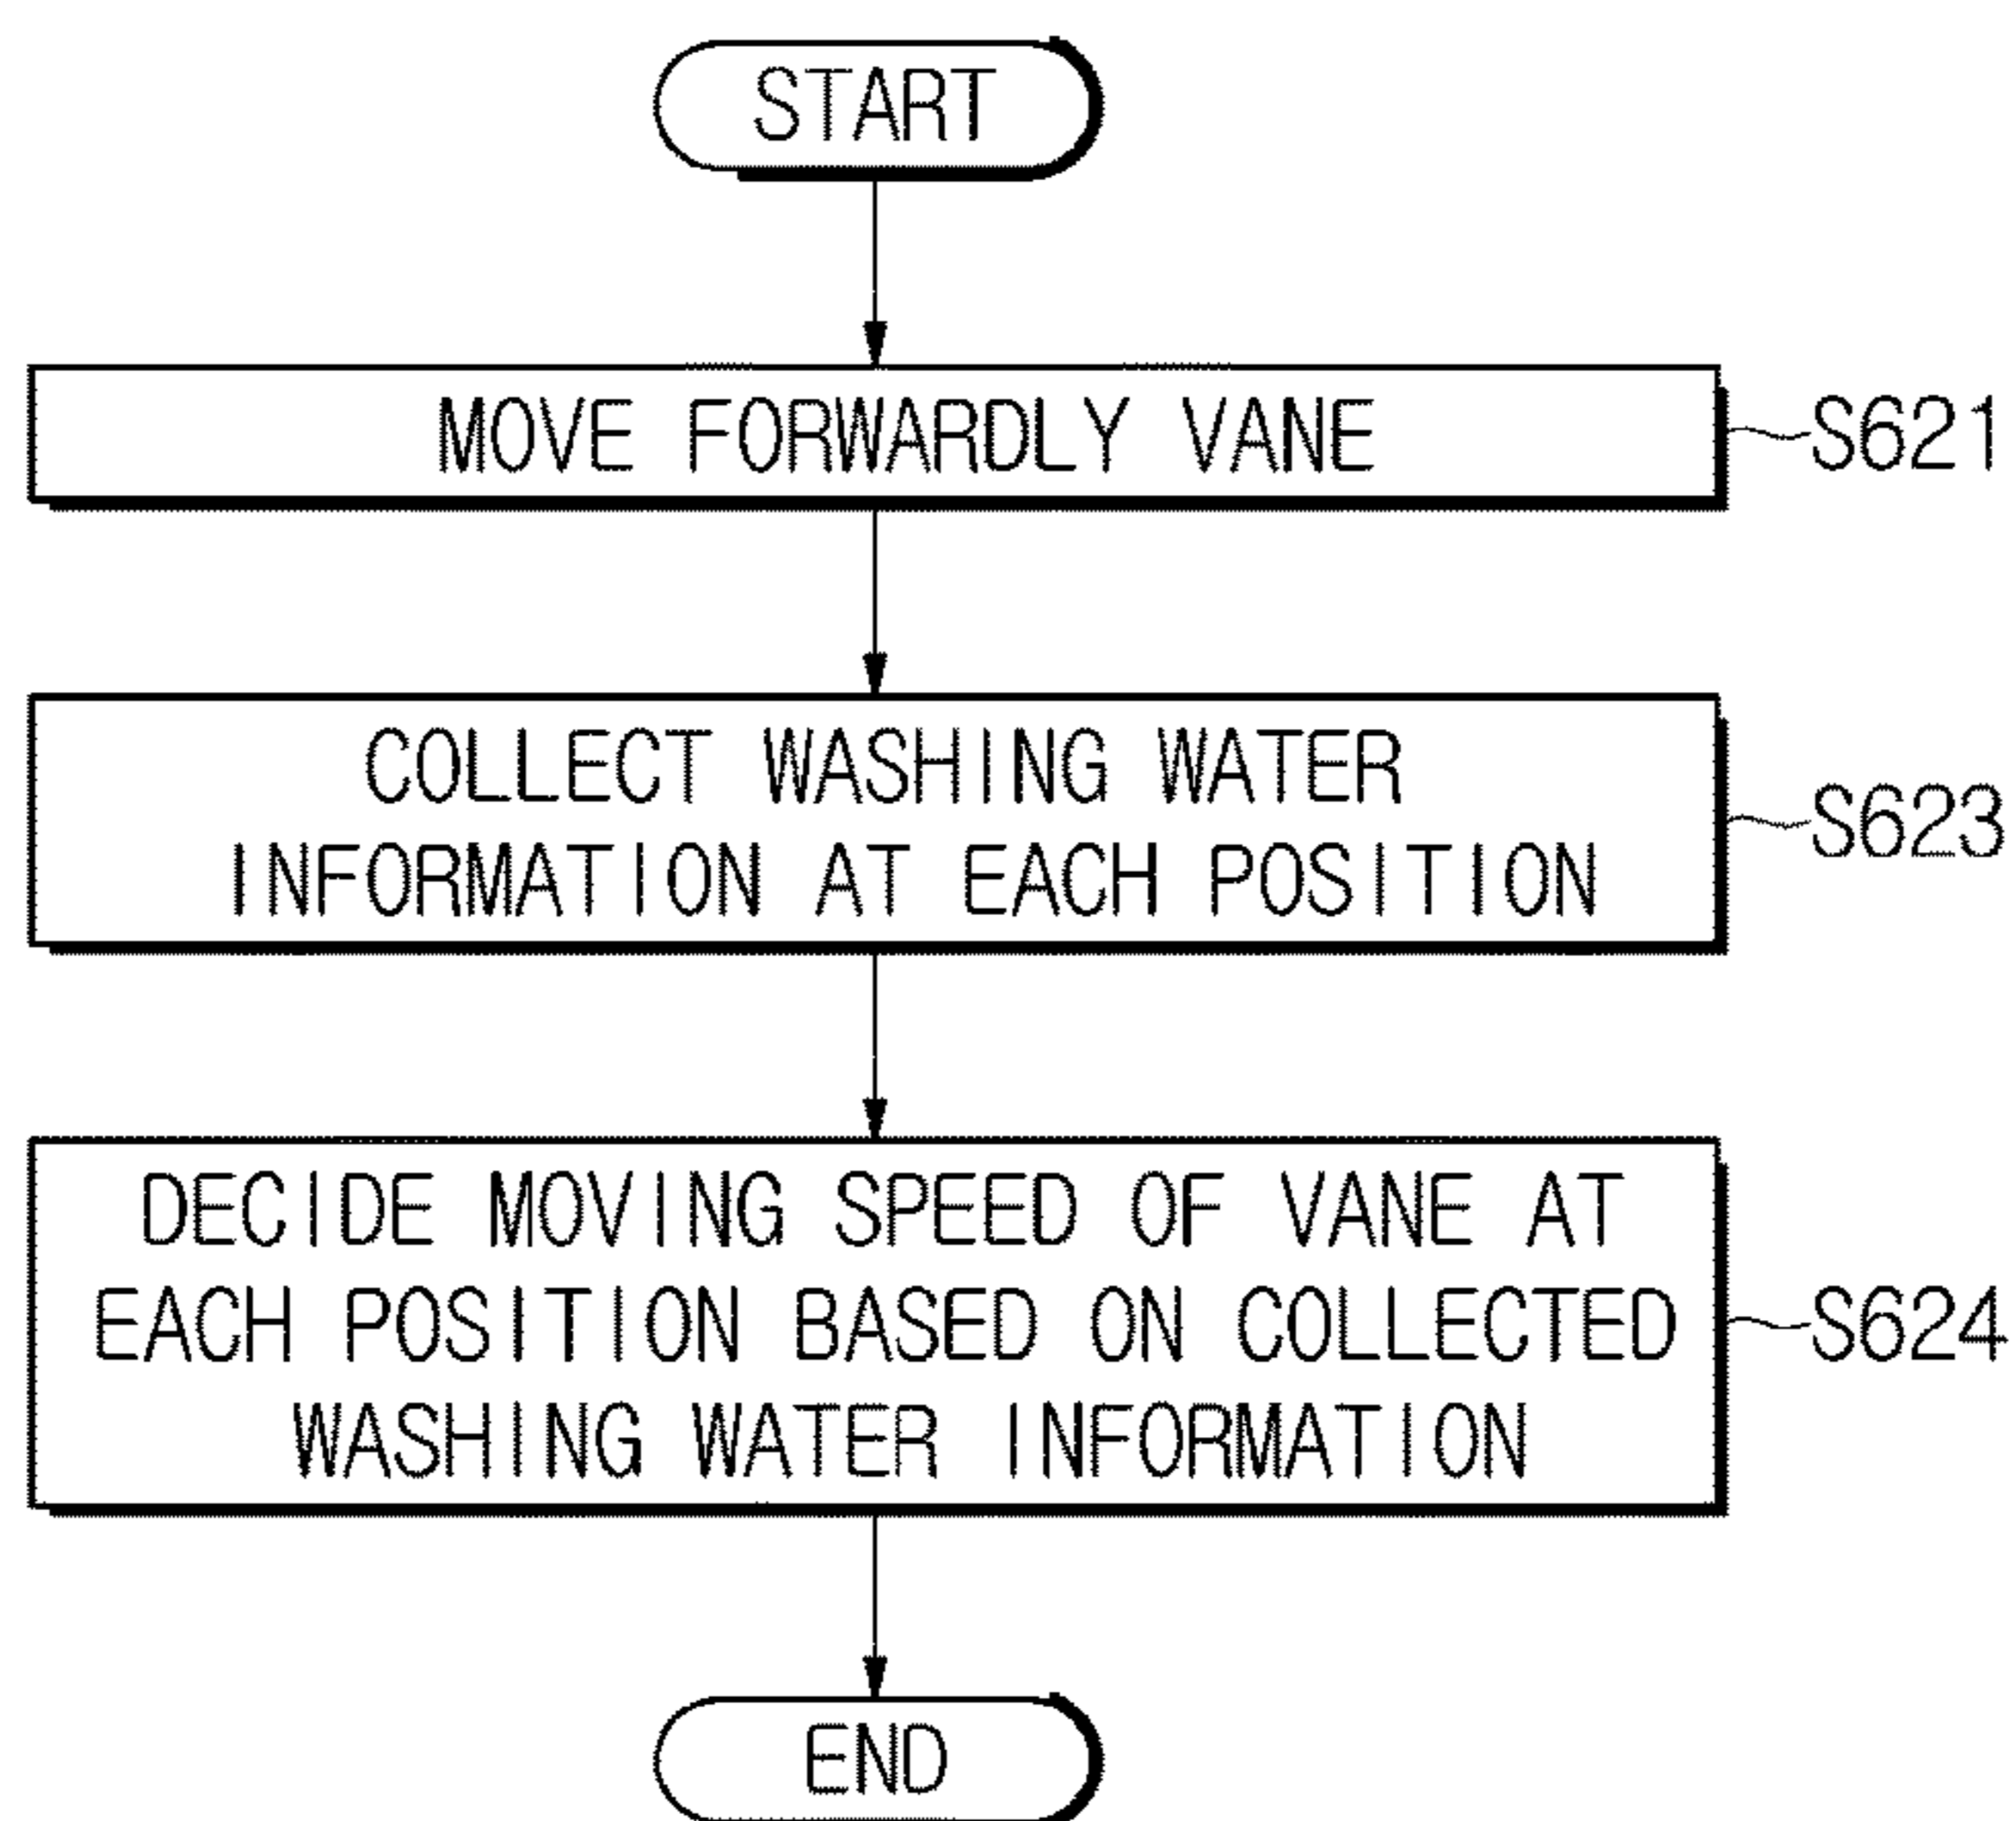 START
MOVE FORWARDLY VANE
S621
COLLECT WASHING WATER
INFORMATION AT EACH POSITION
S623
DECIDE MOVING SPEED OF VANE AT
EACH POSITION BASED ON COLLECTED
WASHING WATER INFORMATION
S624
END